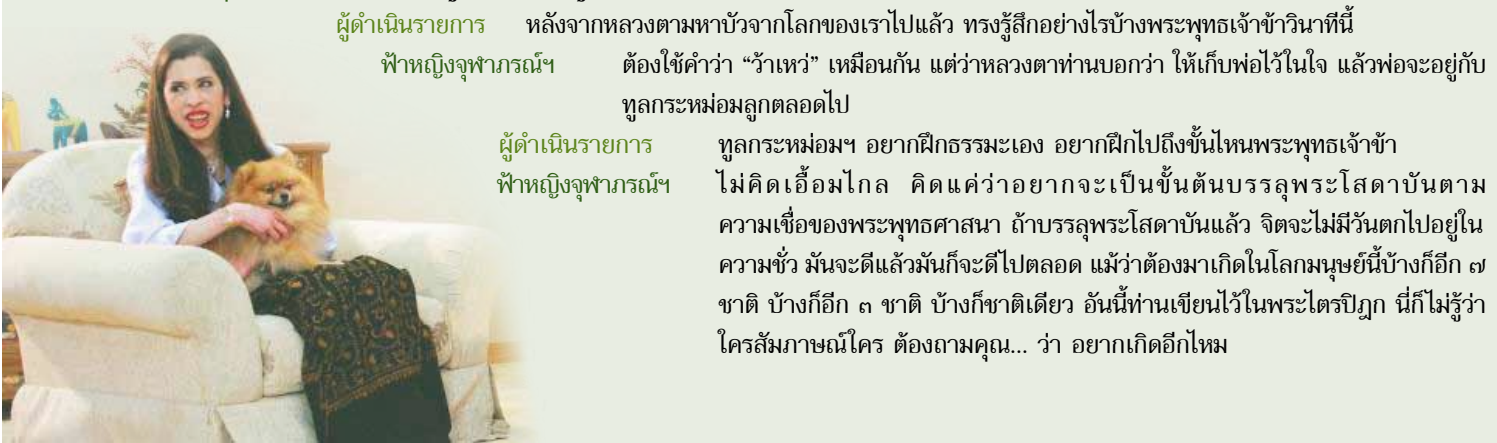 ผู้ดำเนินรายการ หลังจากหลวงตามหาบัวจากโลกของเราไปแล้ว ทรงรู้สึกอย่างไรบ้างพระพุทธเจ้าข้าวินาทีนี้
ฟ้าหญิงจุฬาภรณ์ฯ ต้องใช้คำว่า “ว้าเหว่” เหมือนกัน แต่ว่าหลวงตาท่านบอกว่า ให้เก็บพ่อไว้ในใจ แล้วพ่อจะอยู่กับ
ทูลกระหม่อมลูกตลอดไป
ผู้ดำเนินรายการ ทูลกระหม่อมฯ อยากฝึกธรรมะเอง อยากฝึกไปถึงขั้นไหนพระพุทธเจ้าข้า
ฟ้าหญิงจุฬาภรณ์ฯ ไม่คิดเอื้อมไกล คิดแค่ว่าอยากจะเป็นขั้นต้นบรรลุพระโสดาบันตาม
ความเชื่อของพระพุทธศาสนา ถ้าบรรลุพระโสดาบันแล้ว จิตจะไม่มีวันตกไปอยู่ใน
ความชั่ว มันจะดีแล้วมันก็จะดีไปตลอด แม้ว่าต้องมาเกิดในโลกมนุษย์นี้บ้างก็อีก ๗
ชาติ บ้างก็อีก ๓ ชาติ บ้างก็ชาติเดียว อันนี้ท่านเขียนไว้ในพระไตรปิฎก นี่ก็ไม่รู้ว่า
ใครสัมภาษณ์ใคร ต้องถามคุณ... ว่า อยากเกิดอีกไหม